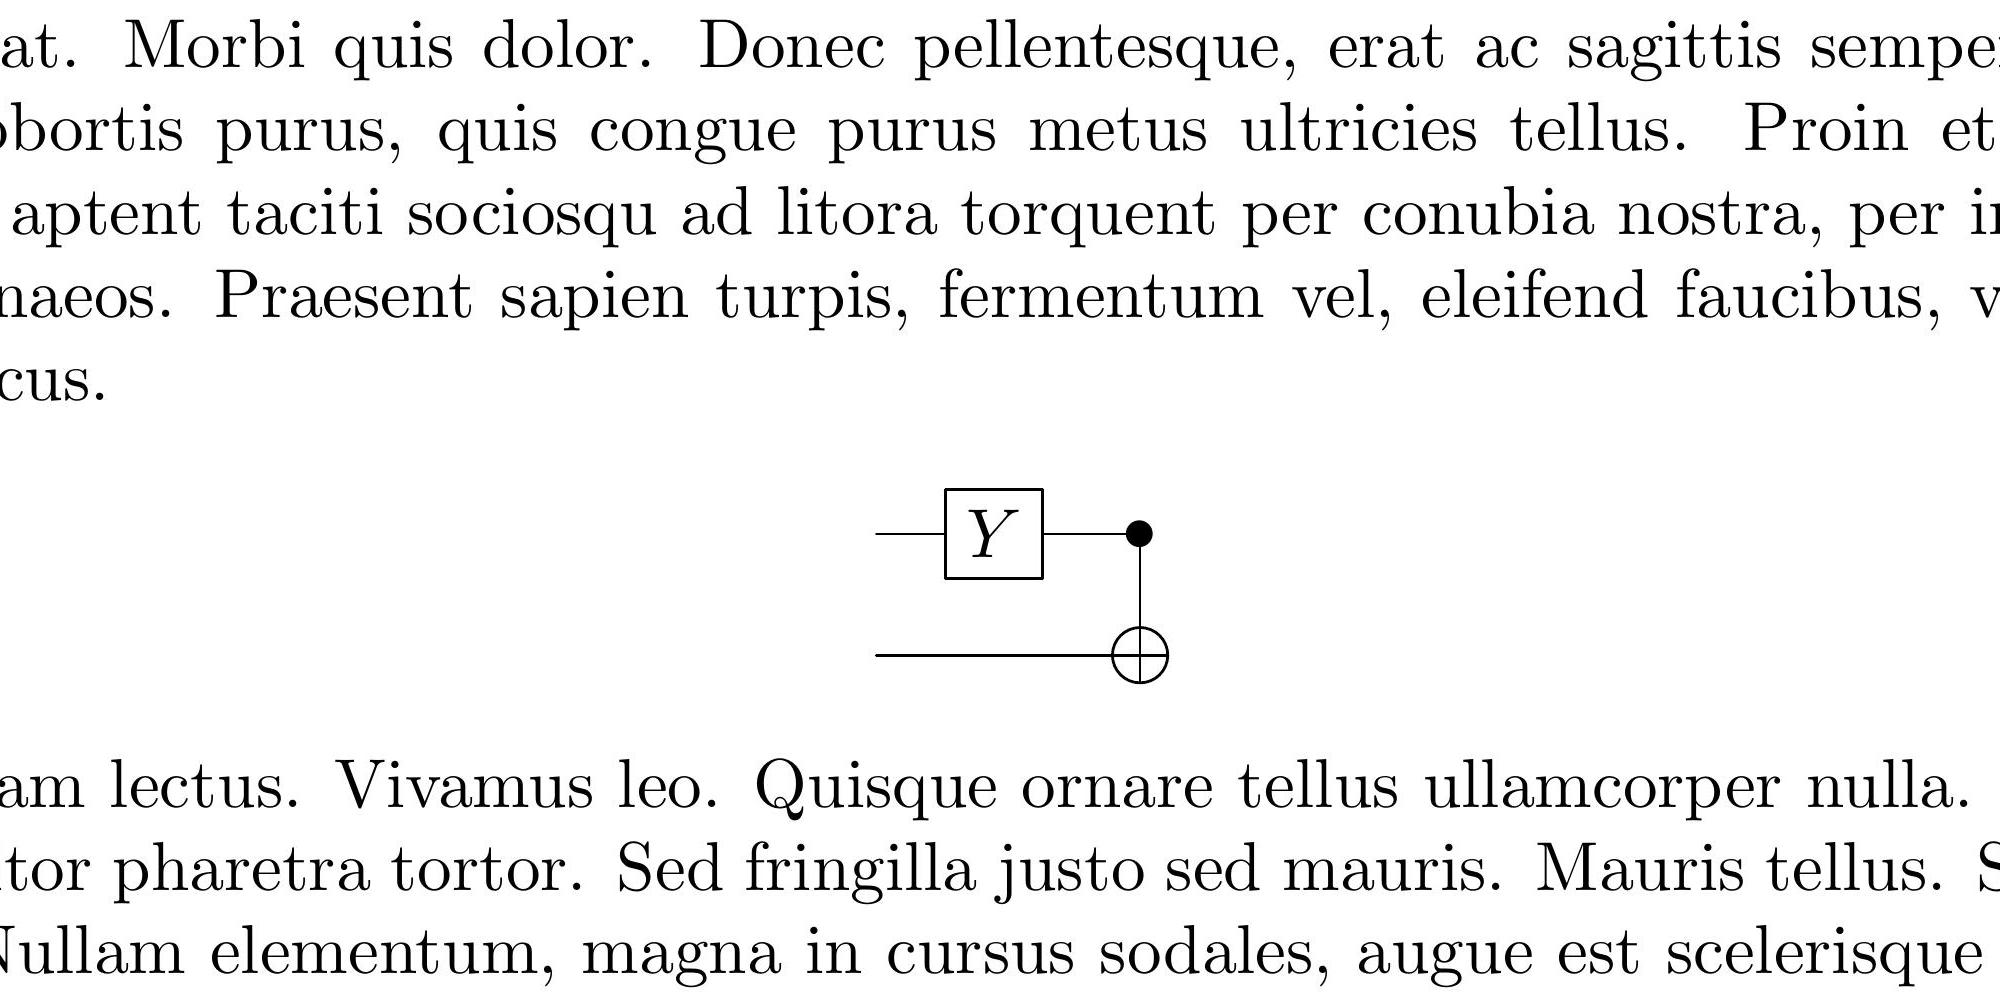 at. Morbi quis dolor. Donec pellentesque, erat ac sagittis sempe
bortis purus, quis congue purus metus ultricies tellus. Proin et
aptent taciti sociosqu ad litora torquent per conubia nostra, per
naeos. Praesent sapien turpis, fermentum vel, eleifend faucibus, v
cus.
Y
am lectus. Vivamus leo. Quisque ornare tellus ullamcorper nulla.
tor pharetra tortor. Sed fringilla justo sed mauris. Mauris tellus. S
Nullam elementum, magna in cursus sodales, augue est scelerisque